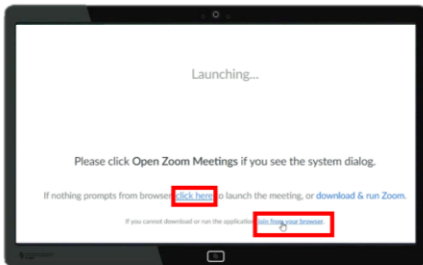 Launching...
Please click Open Zoom Meetings if you see the system dialog.
If nothing prompts from browser, click here to launch the meeting, or download & run Zoom.
If you cannot download or run the application, join from your browser.